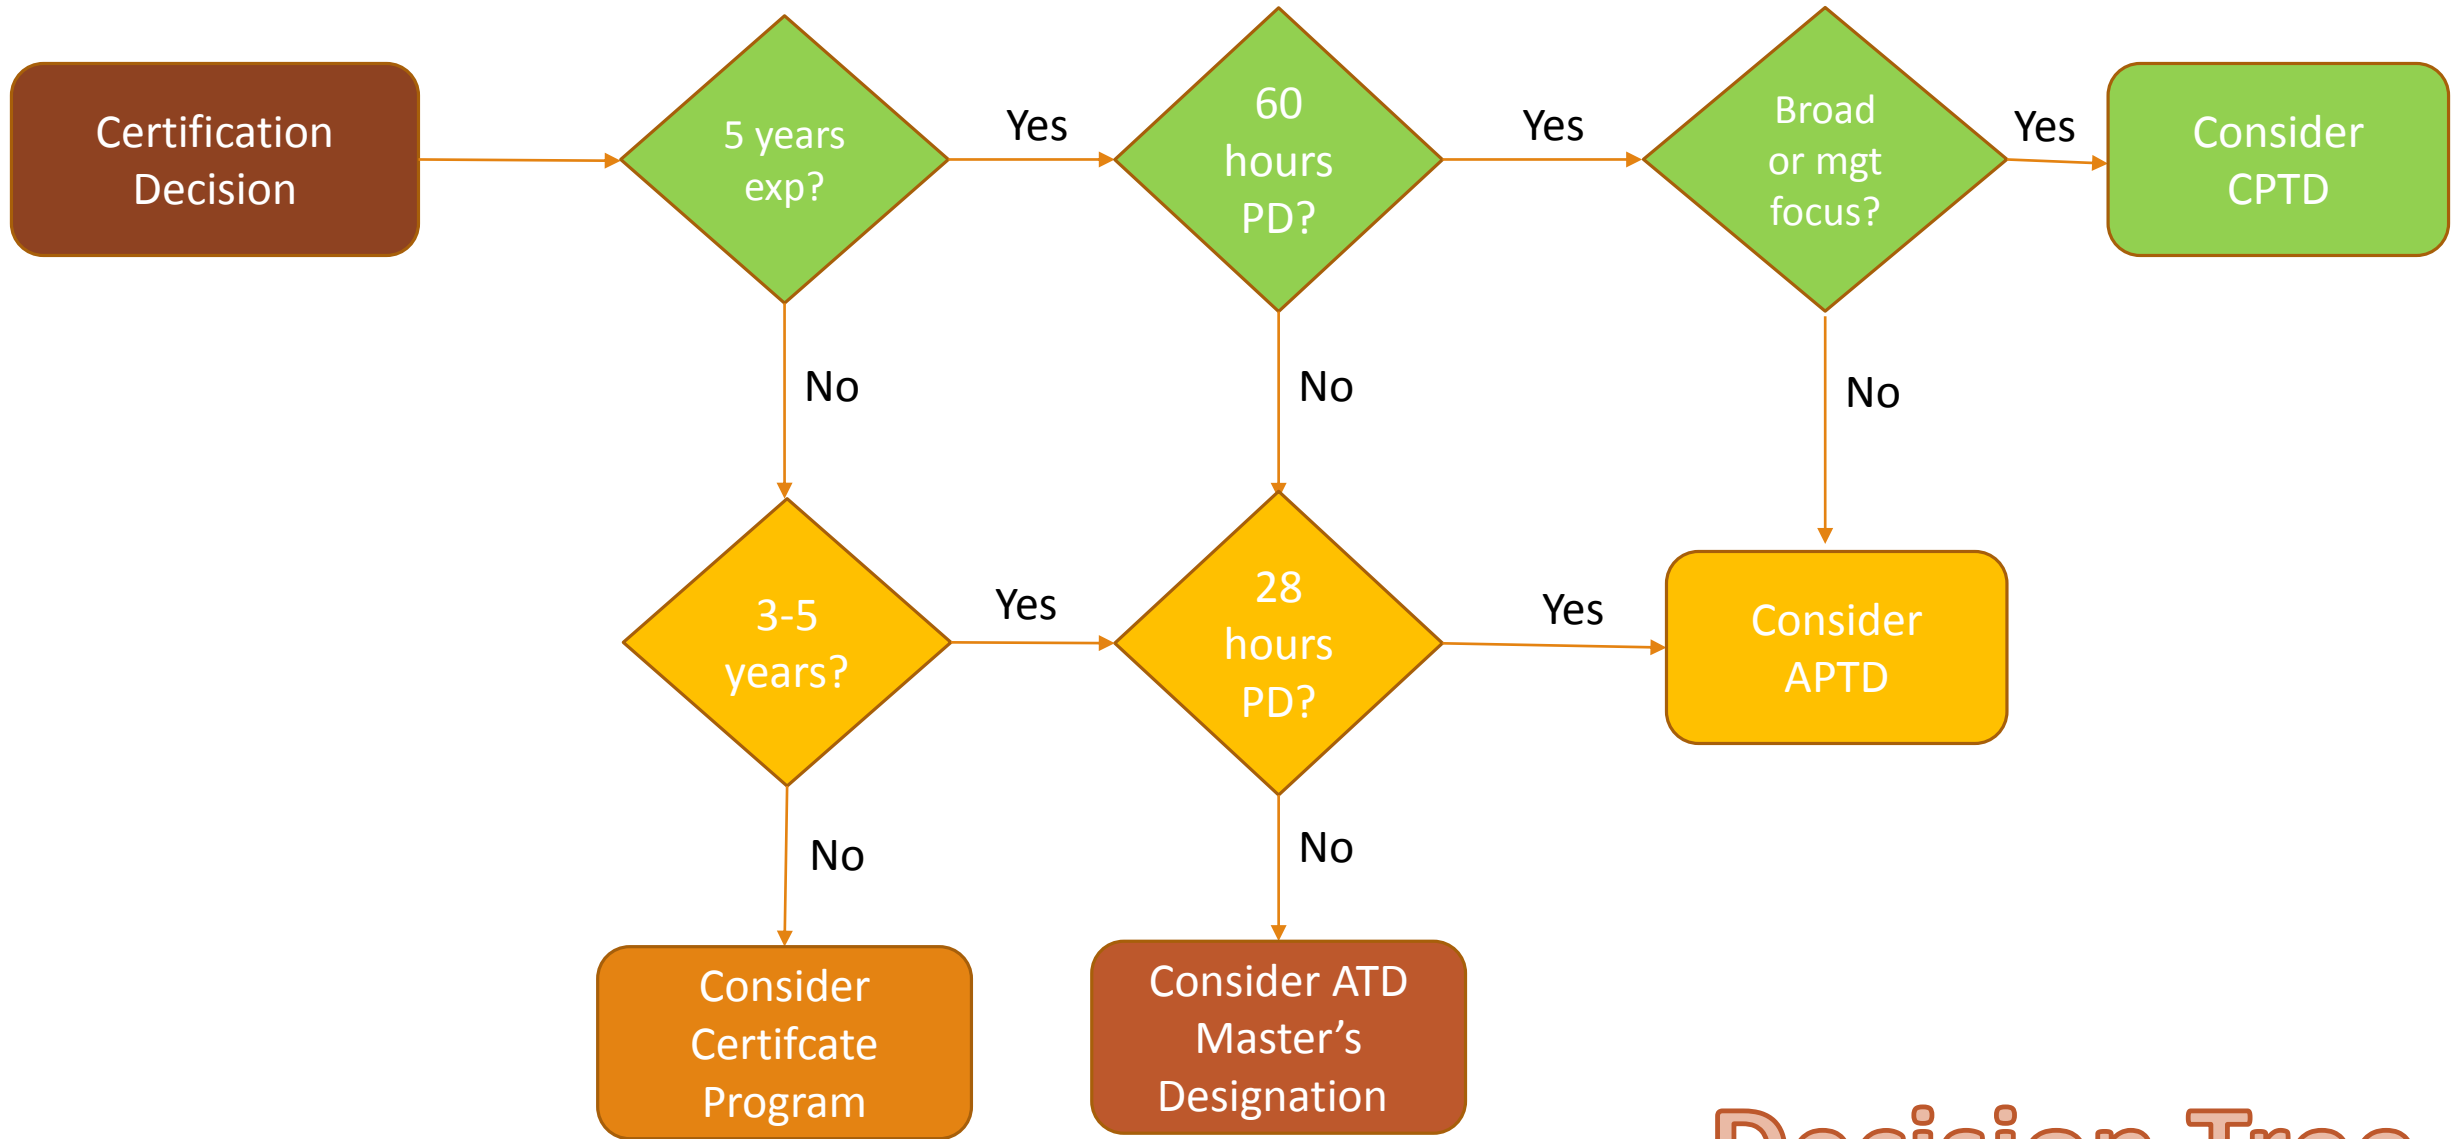 Certification
Decision
5 years
exp?
Yes
60
hours
PD?
Yes
Broad
or mgt
focus?
Yes
Consider
CPTD
No
No
No
3-5
years?
Yes
28
hours
PD?
Yes
Consider
APTD
No
No
Consider
Certifcate
Program
Consider ATD
Master’s
Designation
Decision Tree